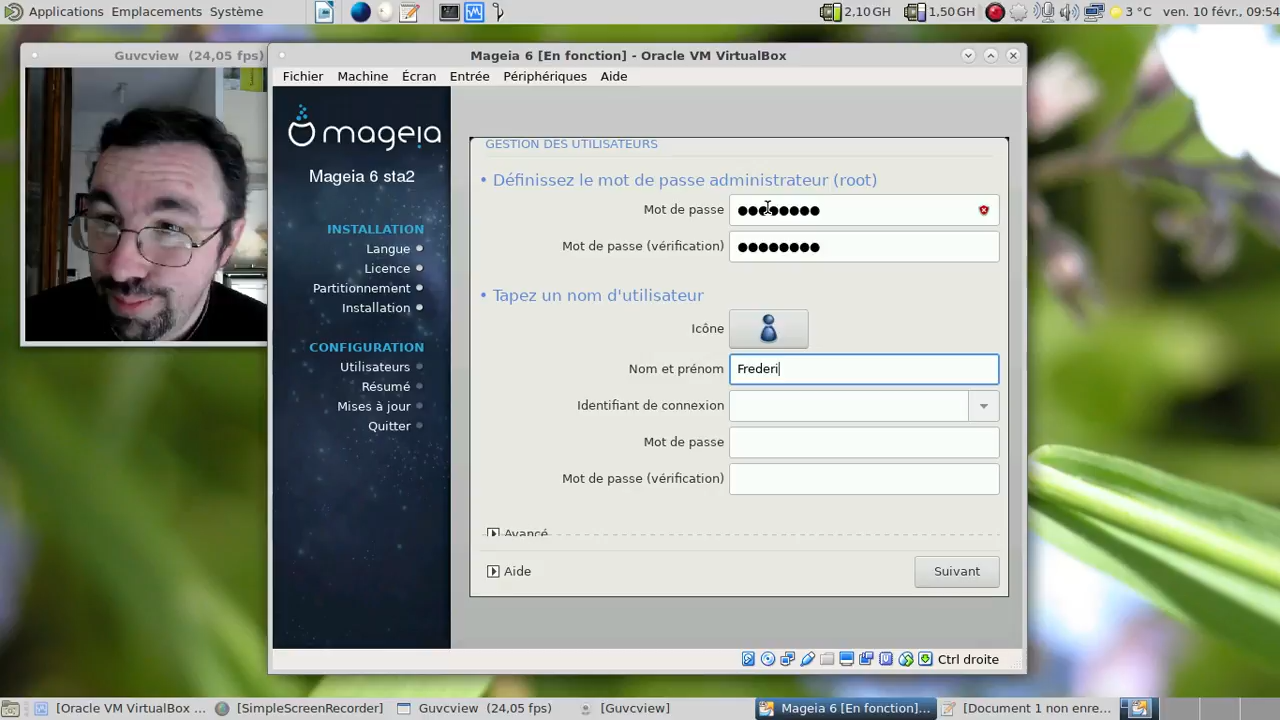 Applications Emplacements Système 2,10 GH 1,50 GH 3 °C ven. 10 févr., 09:54
Guvcview (24,05 fps)
Mageia 6 [En fonction] - Oracle VM VirtualBox
Fichier Machine Écran Entrée Périphériques Aide
mageia
Mageia 6 sta2
INSTALLATION
Langue
Licence
Partitionnement
Installation
CONFIGURATION
Utilisateurs
Résumé
Mises à jour
Quitter
GESTION DES UTILISATEURS
• Définissez le mot de passe administrateur (root)
Mot de passe ●●●●●●●●
Mot de passe (vérification) ●●●●●●●●
• Tapez un nom d'utilisateur
Icône
Nom et prénom Frederi
Identifiant de connexion
Mot de passe
Mot de passe (vérification)
Avancé
Aide Suivant
Ctrl droite
[Oracle VM VirtualBox ... [SimpleScreenRecorder] Guvcview (24,05 fps) [Guvcview] Mageia 6 [En fonction]... [Document 1 non enre...